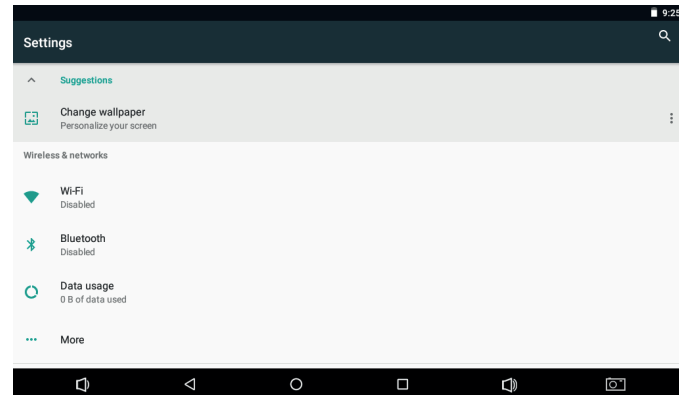 9:25
Settings
Suggestions
Change wallpaper
Personalize your screen
Wireless & networks
Wi-Fi
Disabled
Bluetooth
Disabled
Data usage
0 B of data used
More